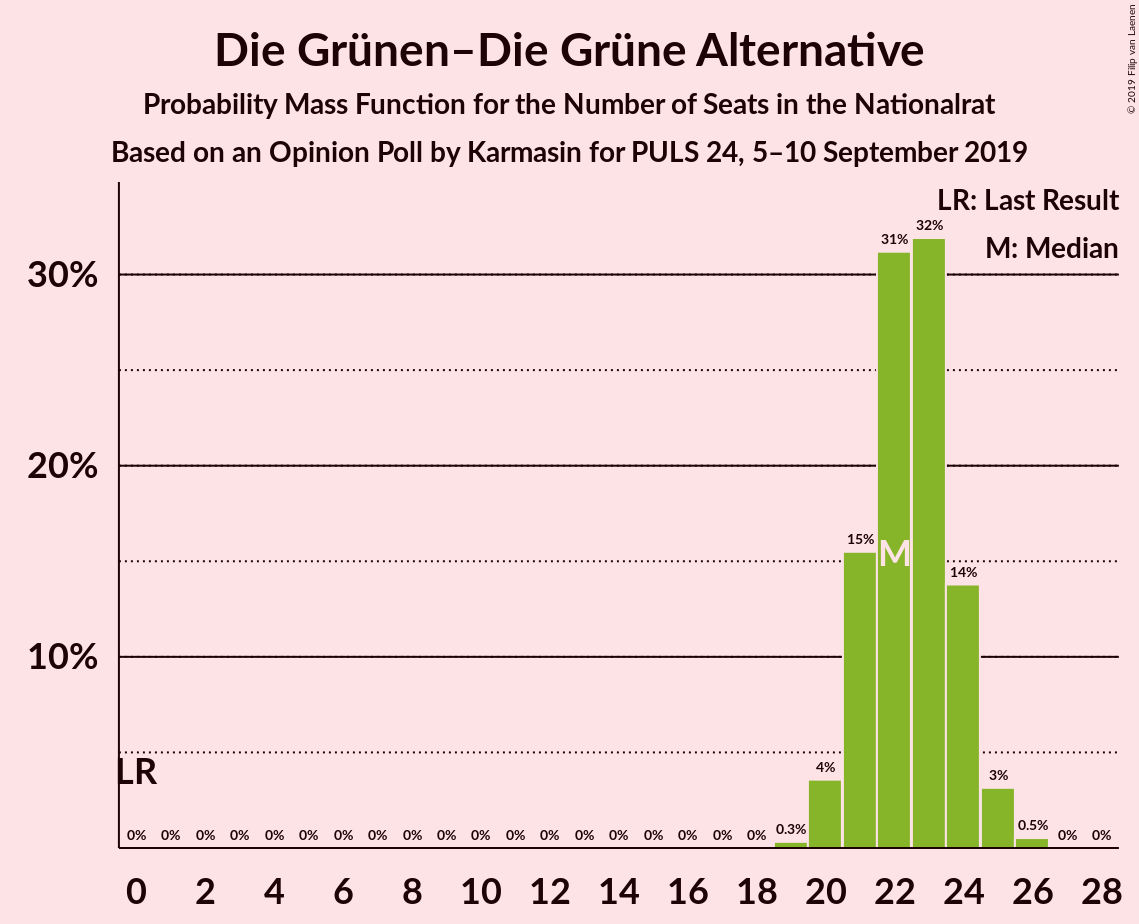 Die Grünen–Die Grüne Alternative
Probability Mass Function for the Number of Seats in the Nationalrat
Based on an Opinion Poll by Karmasin for PULS 24, 5–10 September 2019
© 2019 Filip van Laenen
LR: Last Result
M: Median
32%
31%
30%
20%
15%
M
14%
10%
LR
4%
3%
0% 0% 0% 0% 0% 0% 0% 0% 0% 0% 0% 0% 0% 0% 0% 0% 0% 0% 0% 0.3% 0.5% 0% 0%
0 2 4 6 8 10 12 14 16 18 20 22 24 26 28